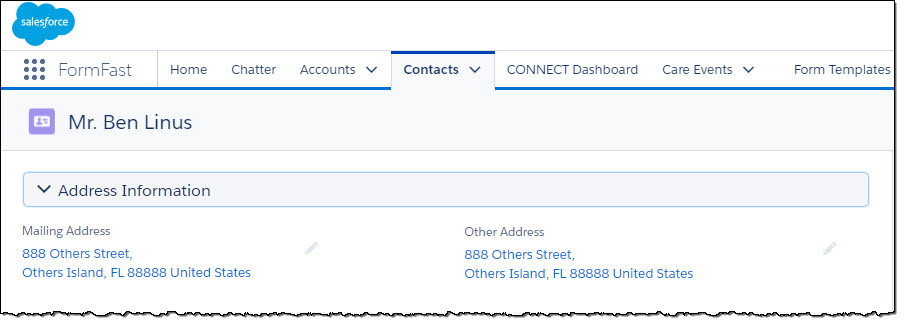 salesforce
FormFast Home Chatter Accounts Contacts CONNECT Dashboard Care Events Form Templates
Mr. Ben Linus
Address Information
Mailing Address Other Address
888 Others Street, 888 Others Street,
Others Island, FL 88888 United States Others Island, FL 88888 United States